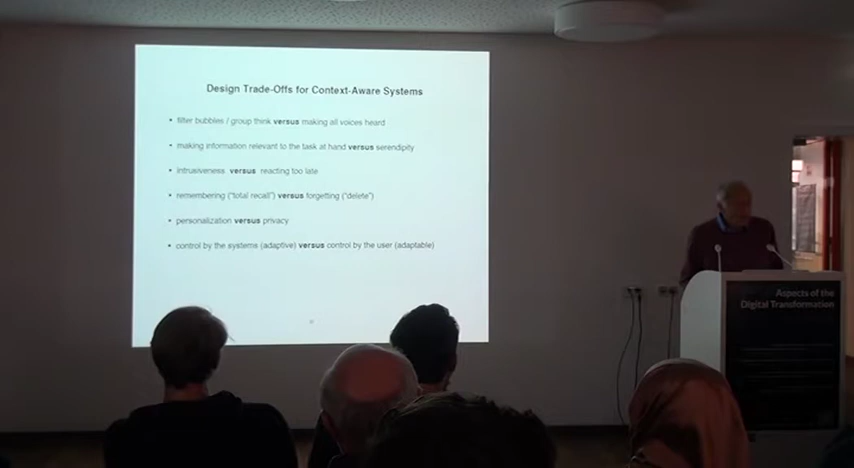 Design Trade-Offs for Context-Aware Systems
• filter bubbles / group think versus making all voices heard
• making information relevant to the task at hand versus serendipity
• intrusiveness versus reacting too late
• remembering ("total recall") versus forgetting ("delete")
• personalization versus privacy
• control by the systems (adaptive) versus control by the user (adaptable)
Aspects of the
Digital Transformation